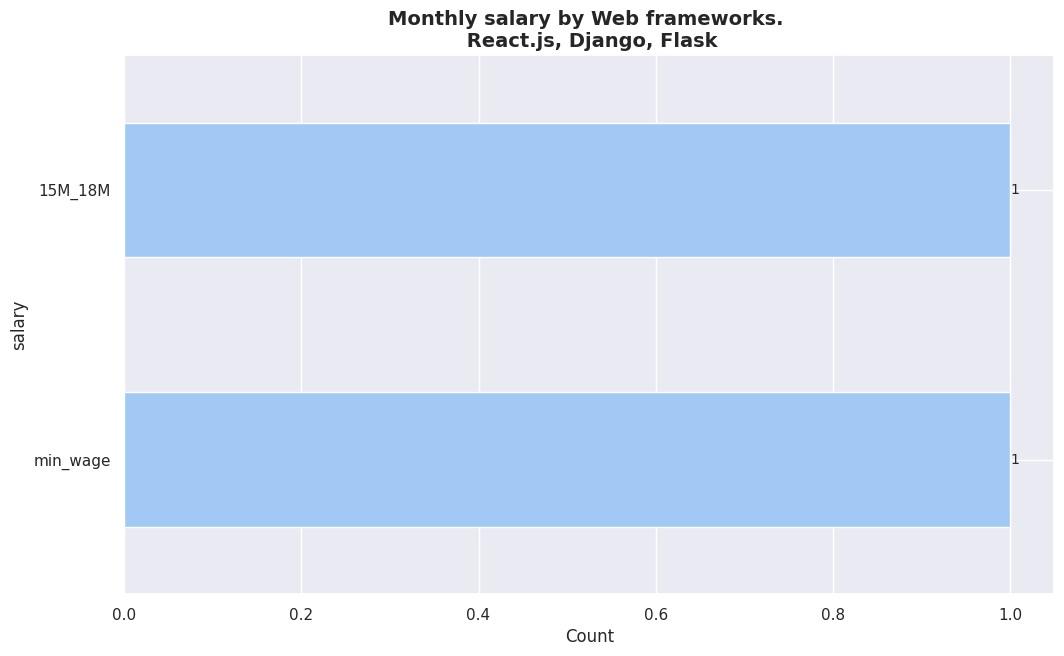 Monthly salary by Web frameworks.
React.js, Django, Flask
15M_18M
1
salary
min_wage
1
0.0 0.2 0.4 0.6 0.8 1.0
Count